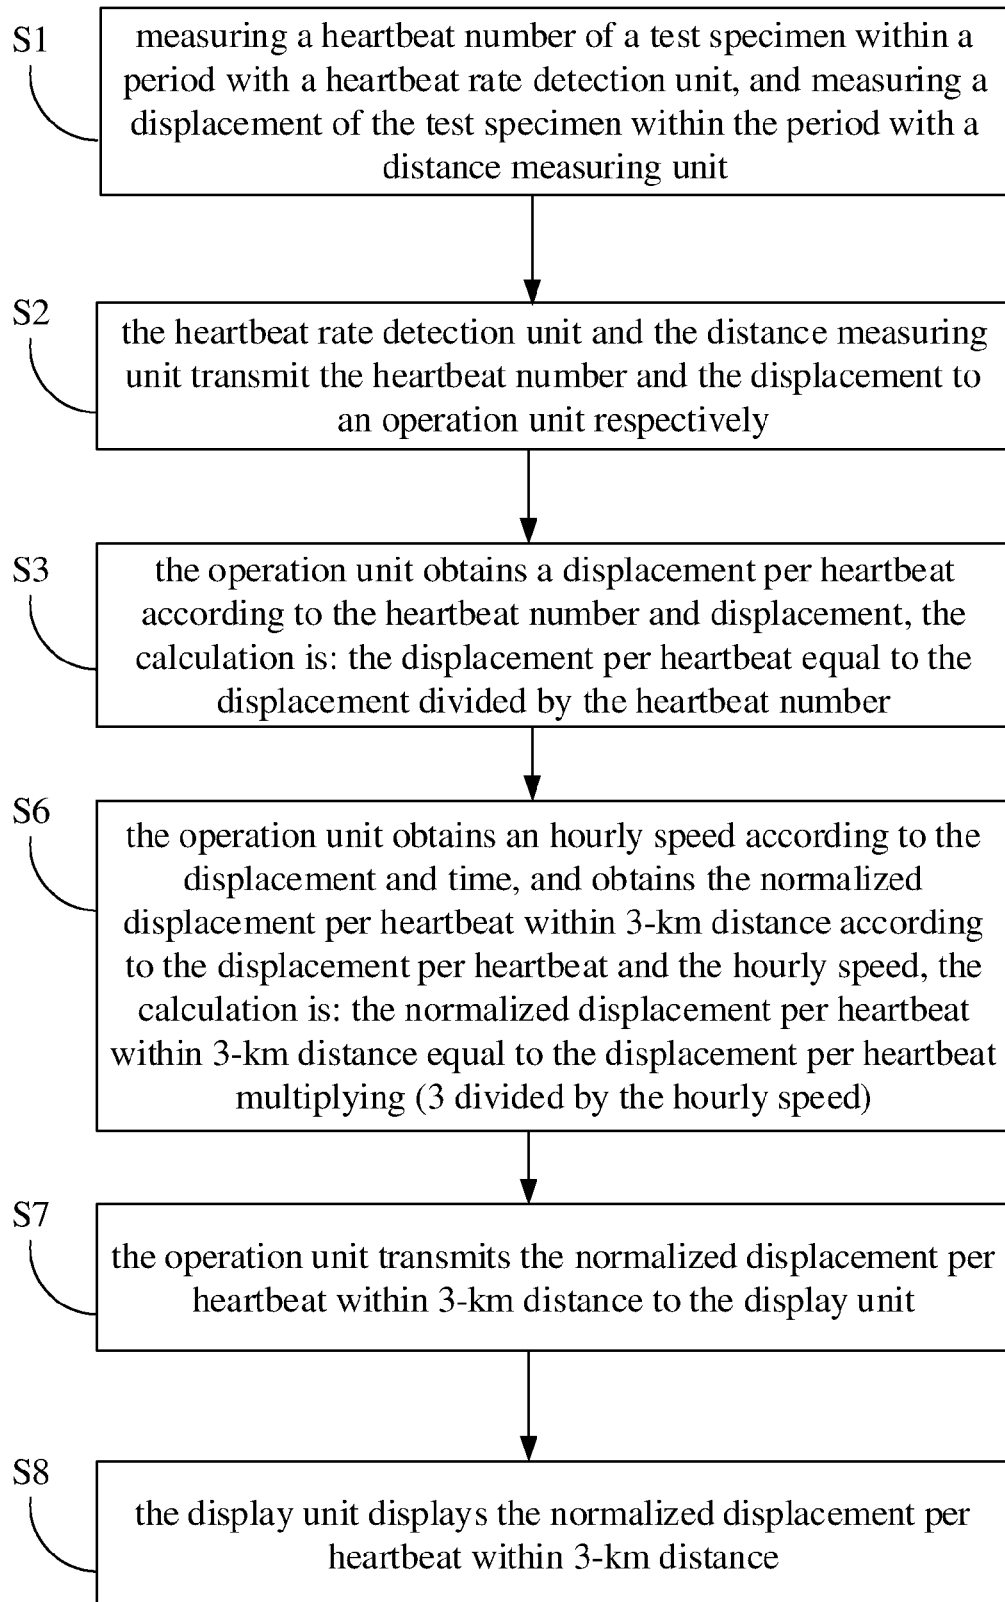 S1
measuring a heartbeat number of a test specimen within a
period with a heartbeat rate detection unit, and measuring a
displacement of the test specimen within the period with a
distance measuring unit
S2
the heartbeat rate detection unit and the distance measuring
unit transmit the heartbeat number and the displacement to
an operation unit respectively
S3
the operation unit obtains a displacement per heartbeat
according to the heartbeat number and displacement, the
calculation is: the displacement per heartbeat equal to the
displacement divided by the heartbeat number
S6
the operation unit obtains an hourly speed according to the
displacement and time, and obtains the normalized
displacement per heartbeat within 3-km distance according
to the displacement per heartbeat and the hourly speed, the
calculation is: the normalized displacement per heartbeat
within 3-km distance equal to the displacement per heartbeat
multiplying (3 divided by the hourly speed)
S7
the operation unit transmits the normalized displacement per
heartbeat within 3-km distance to the display unit
S8
the display unit displays the normalized displacement per
heartbeat within 3-km distance